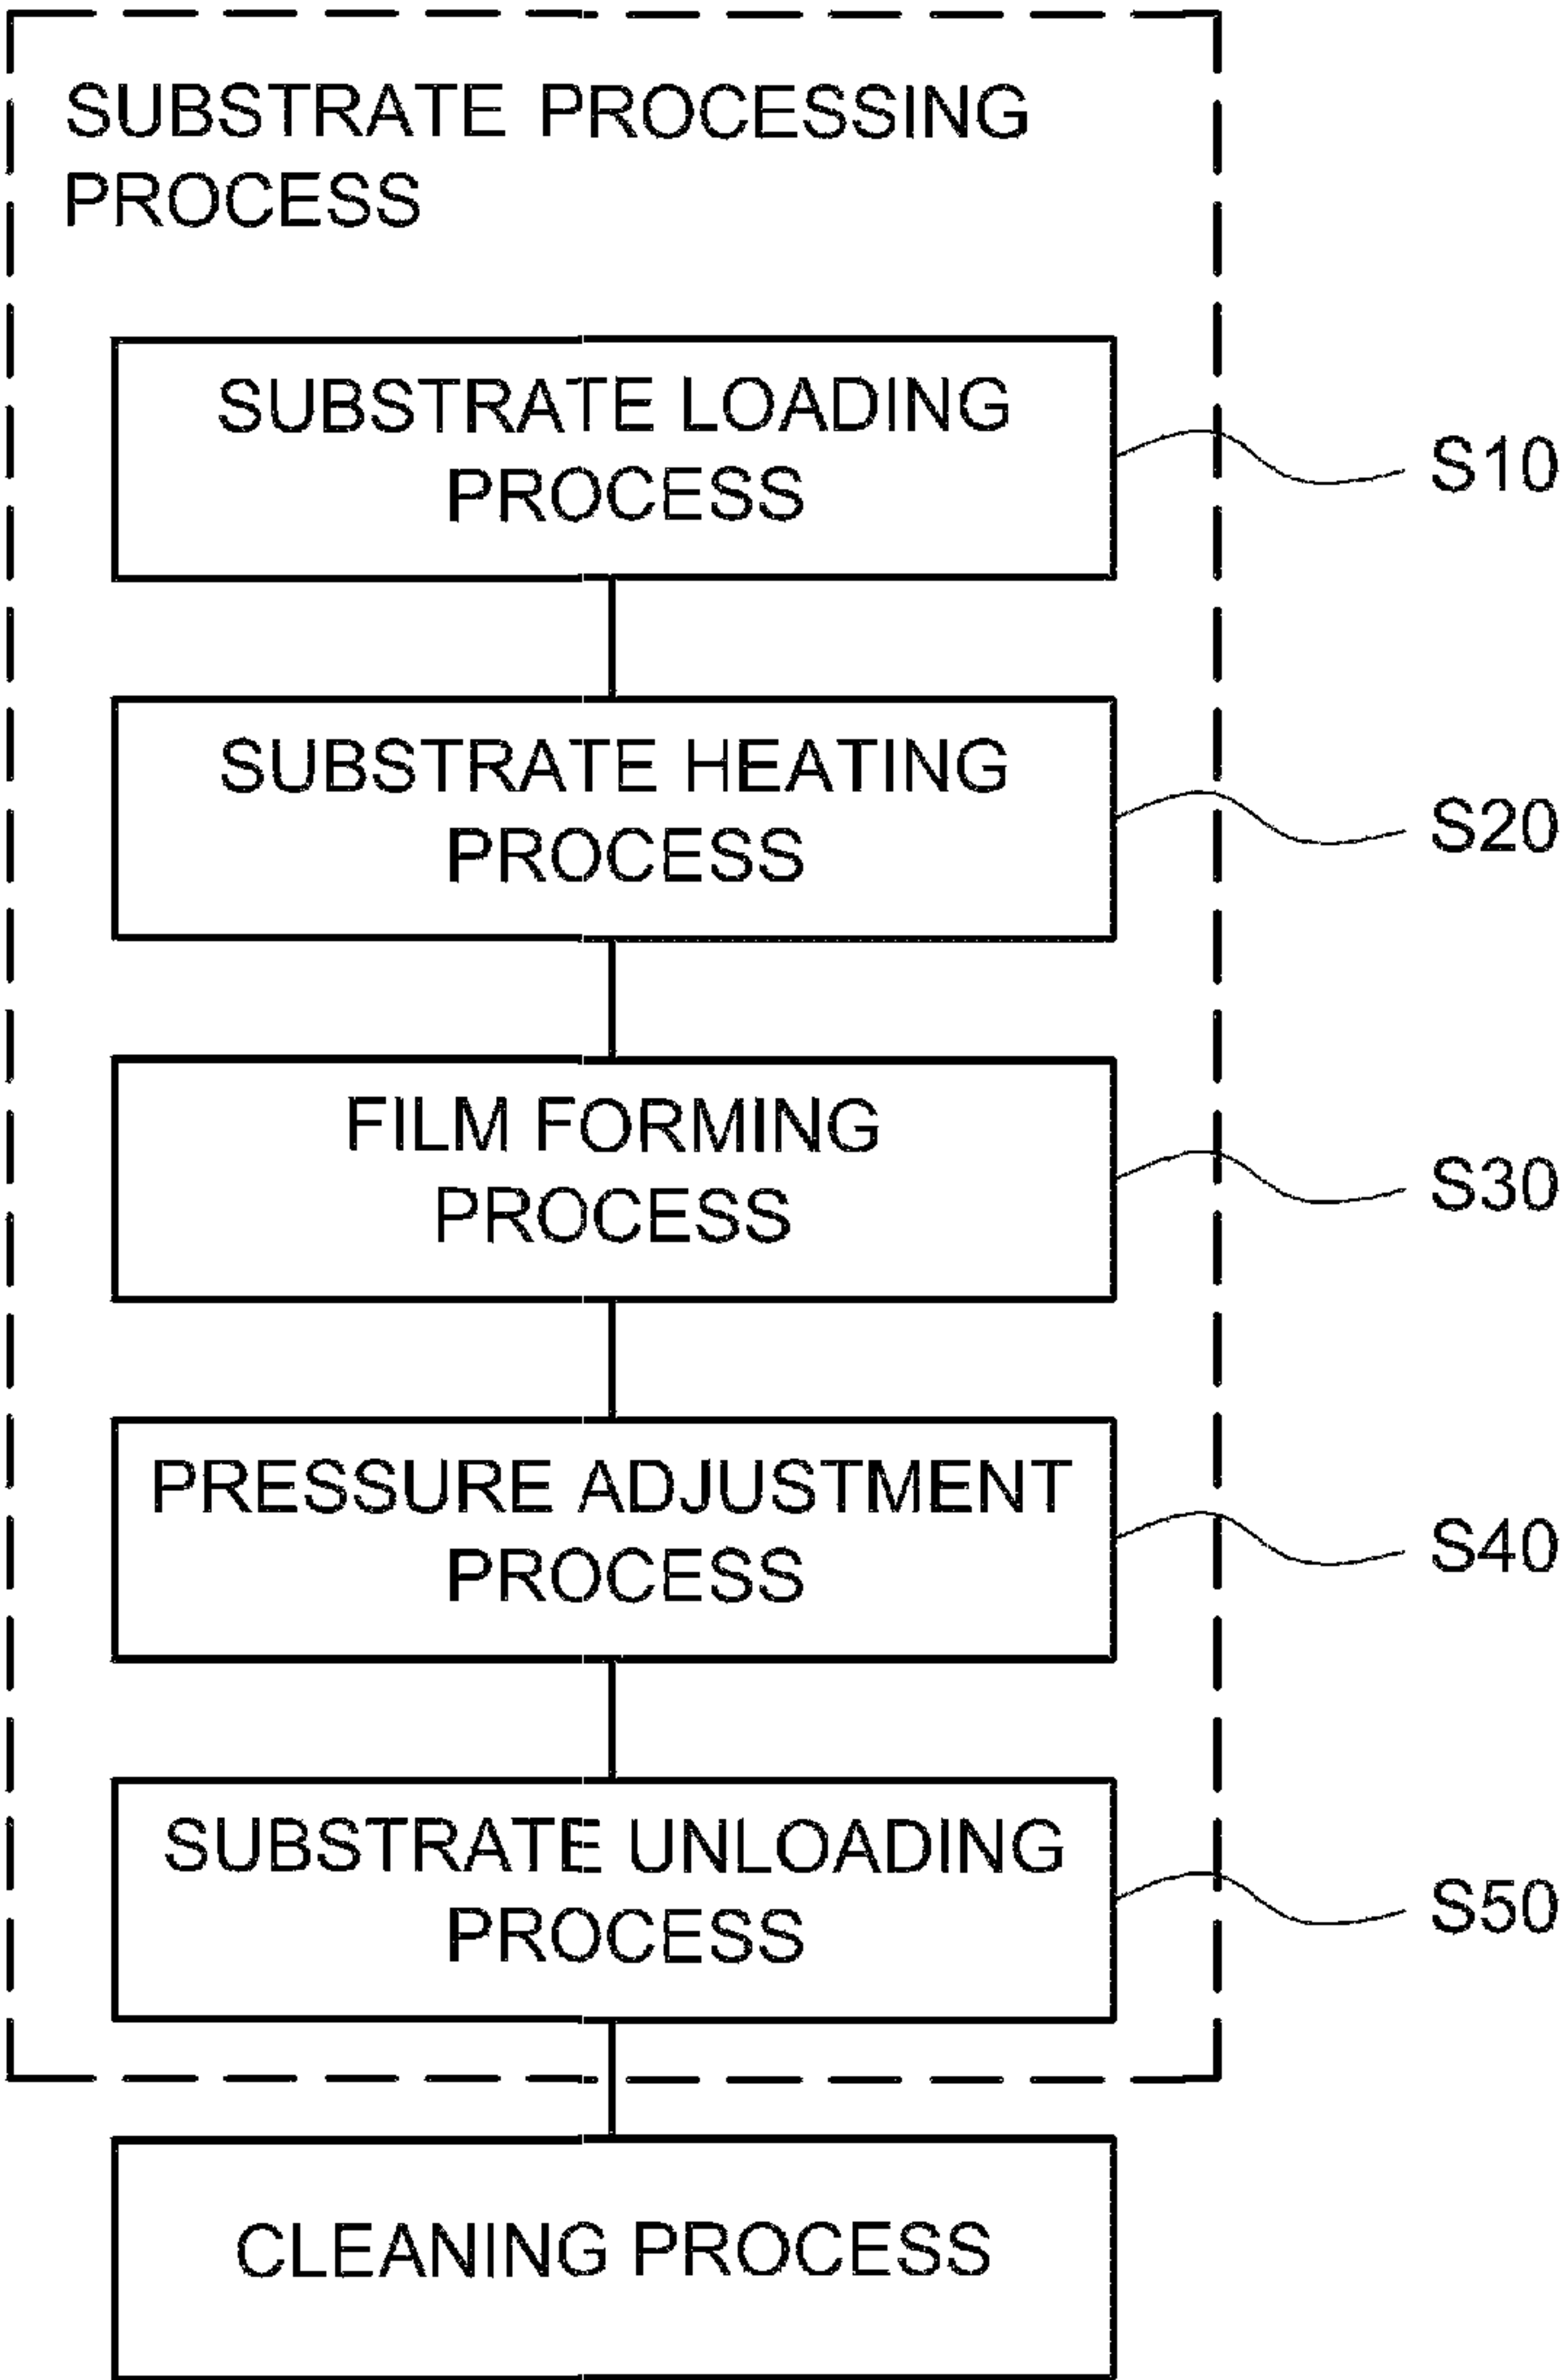 SUBSTRATE PROCESSING
PROCESS
SUBSTRATE LOADING
PROCESS
S10
SUBSTRATE HEATING
PROCESS
S20
FILM FORMING
PROCESS
S30
PRESSURE ADJUSTMENT
PROCESS
S40
SUBSTRATE UNLOADING
PROCESS
S50
CLEANING PROCESS